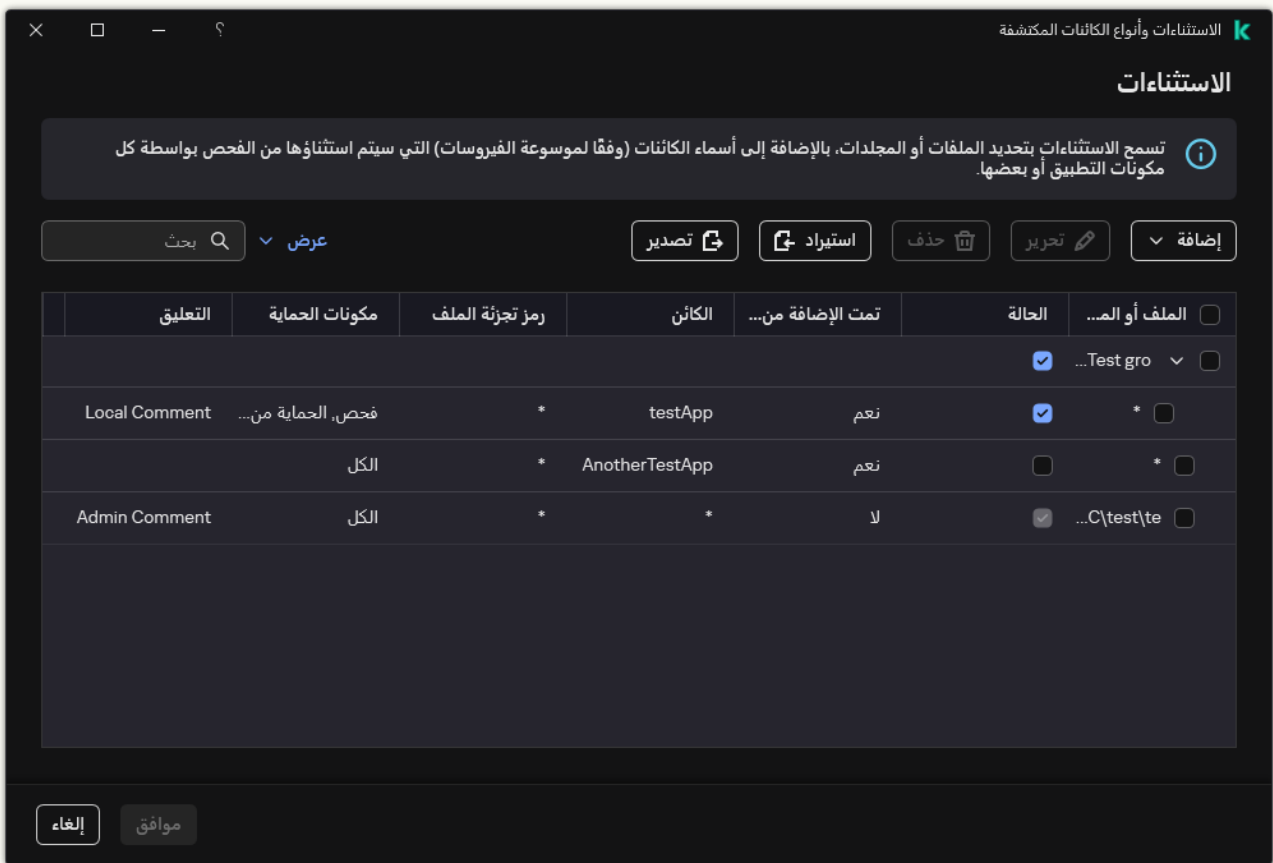 الاستثناءات وأنواع الكائنات المكتشفة
؟
الاستثناءات
تسمح الاستثناءات بتحديد الملفات أو المجلدات، بالإضافة إلى أسماء الكائنات (وفقًا لموسوعة الفيروسات) التي سيتم استثناؤها من الفحص بواسطة كل
مكونات التطبيق أو بعضها.
إضافة تحرير حذف استيراد تصدير عرض بحث
الملف أو المـ... الحالة تمت الإضافة من... الكائن رمز تجزئة الملف مكونات الحماية التعليق
Test gro...
* نعم testApp * فحص, الحماية من... Local Comment
* نعم AnotherTestApp * الكل
C\test\te... لا * * الكل Admin Comment
موافق إلغاء